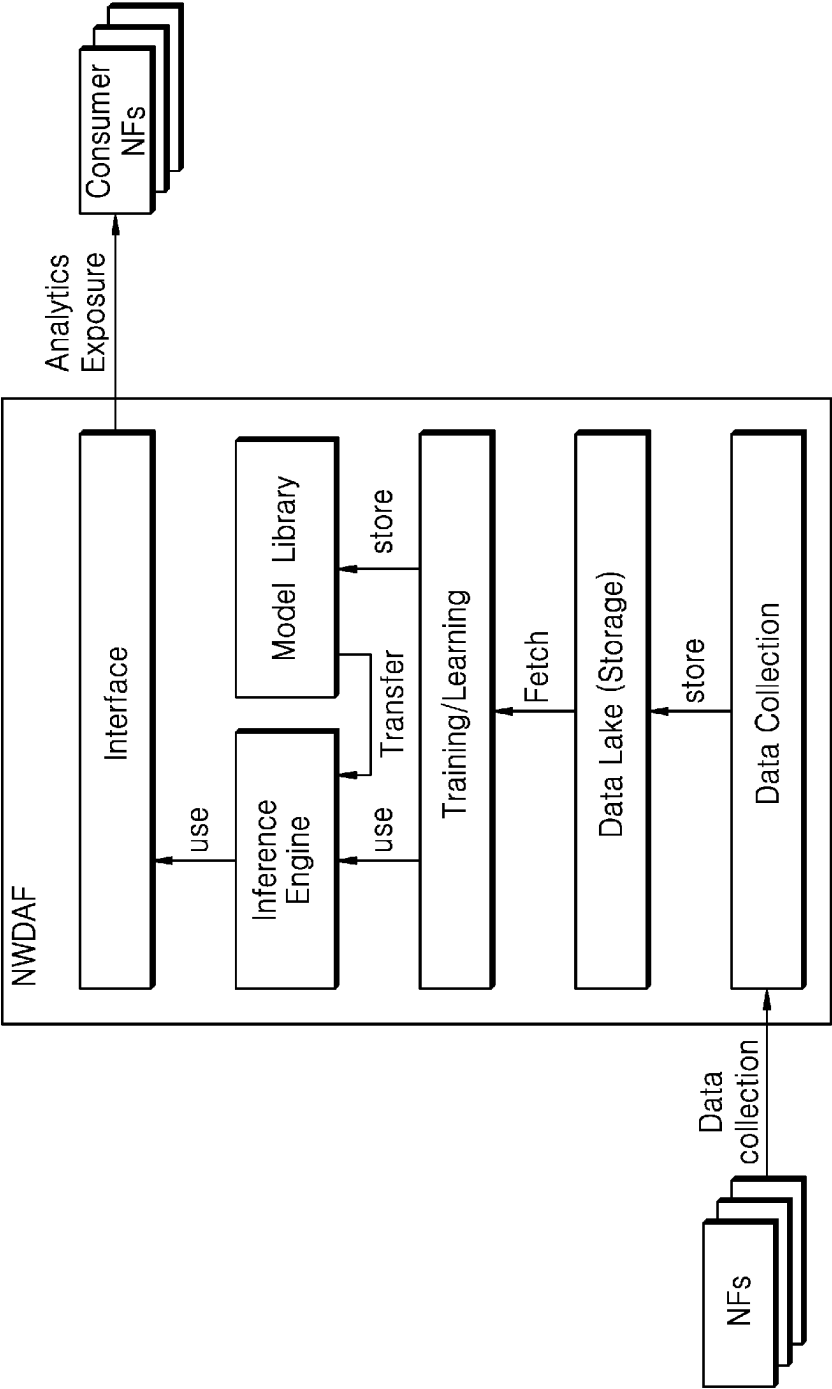 NWDAF
Interface
Analytics
Exposure
Consumer
NFs
use
Inference
Engine
Model Library
Transfer
use
store
Training/Learning
Fetch
Data Lake (Storage)
store
Data Collection
Data
collection
NFs